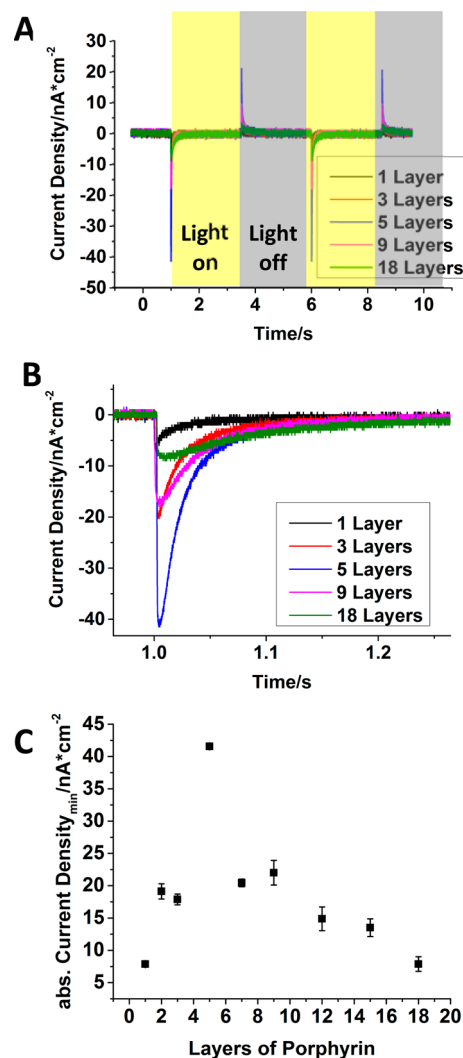 A
30
20
10
0
-10
-20
-30
-40
-50
Current Density/nA*cm⁻²
Light on
Light off
1 Layer
3 Layers
5 Layers
9 Layers
18 Layers
0 2 4 6 8 10
Time/s
B
0
-10
-20
-30
-40
Current Density/nA*cm⁻²
1 Layer
3 Layers
5 Layers
9 Layers
18 Layers
1.0 1.1 1.2
Time/s
C
45
40
35
30
25
20
15
10
5
abs. Current Density_min/nA*cm⁻²
0 2 4 6 8 10 12 14 16 18 20
Layers of Porphyrin